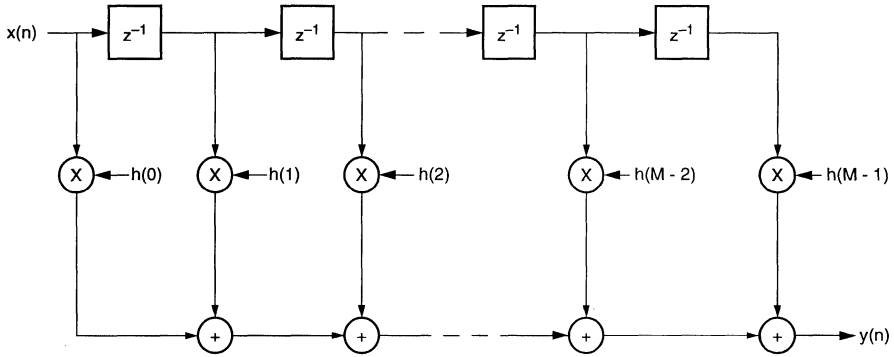 x(n) z⁻¹ z⁻¹ z⁻¹ z⁻¹
X h(0) X h(1) X h(2) X h(M - 2) X h(M - 1)
+ + + + y(n)